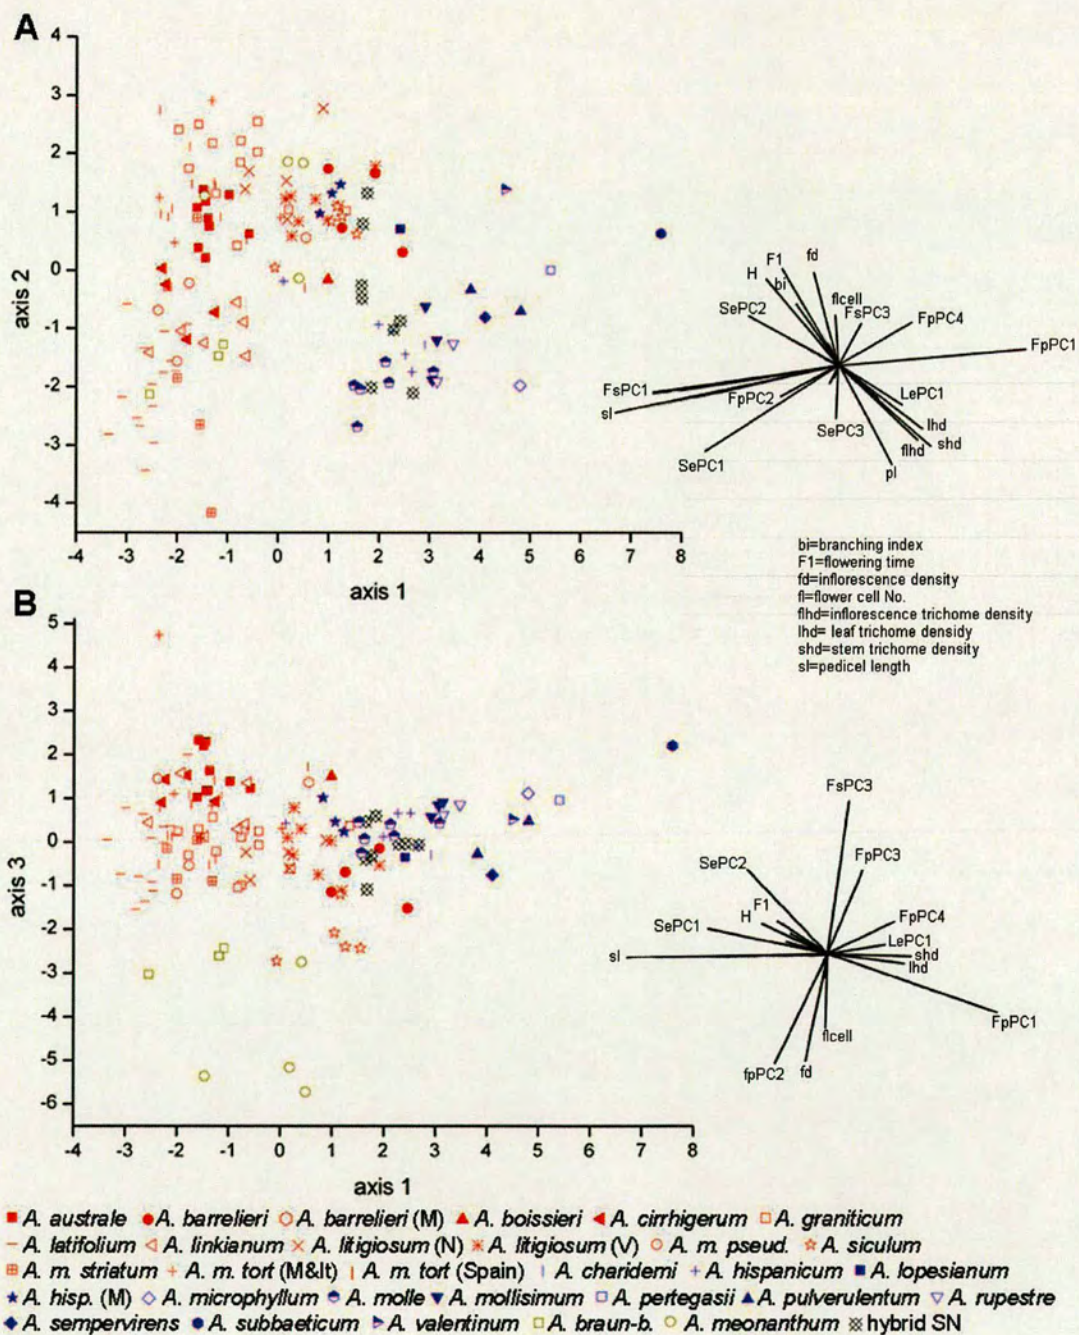 A
4
3
2
1
0
-1
-2
-3
-4
axis 2
-4 -3 -2 -1 0 1 2 3 4 5 6 7 8
axis 1
fd
F1
H
bi
flcell
FsPC3
SePC2
FpPC4
FpPC1
FsPC1
sl
FpPC2
LePC1
SePC3
lhd
shd
flhd
SePC1
pl
bi=branching index
F1=flowering time
fd=inflorescence density
fl=flower cell No.
flhd=inflorescence trichome density
lhd= leaf trichome densidy
shd=stem trichome density
sl=pedicel length
B
5
4
3
2
1
0
-1
-2
-3
-4
-5
-6
axis 3
-4 -3 -2 -1 0 1 2 3 4 5 6 7 8
axis 1
FsPC3
SePC2
FpPC3
F1
H
FpPC4
SePC1
LePC1
sl
shd
lhd
FpPC1
flcell
fpPC2
fd
A. australe A. barrelieri A. barrelieri (M) A. boissieri A. cirrhigerum A. graniticum
A. latifolium A. linkianum A. litigiosum (N) A. litigiosum (V) A. m. pseud. A. siculum
A. m. striatum A. m. tort (M&It) A. m. tort (Spain) A. charidemi A. hispanicum A. lopesianum
A. hisp. (M) A. microphyllum A. molle A. mollisimum A. pertegasii A. pulverulentum A. rupestre
A. sempervirens A. subbaeticum A. valentinum A. braun-b. A. meonanthum hybrid SN